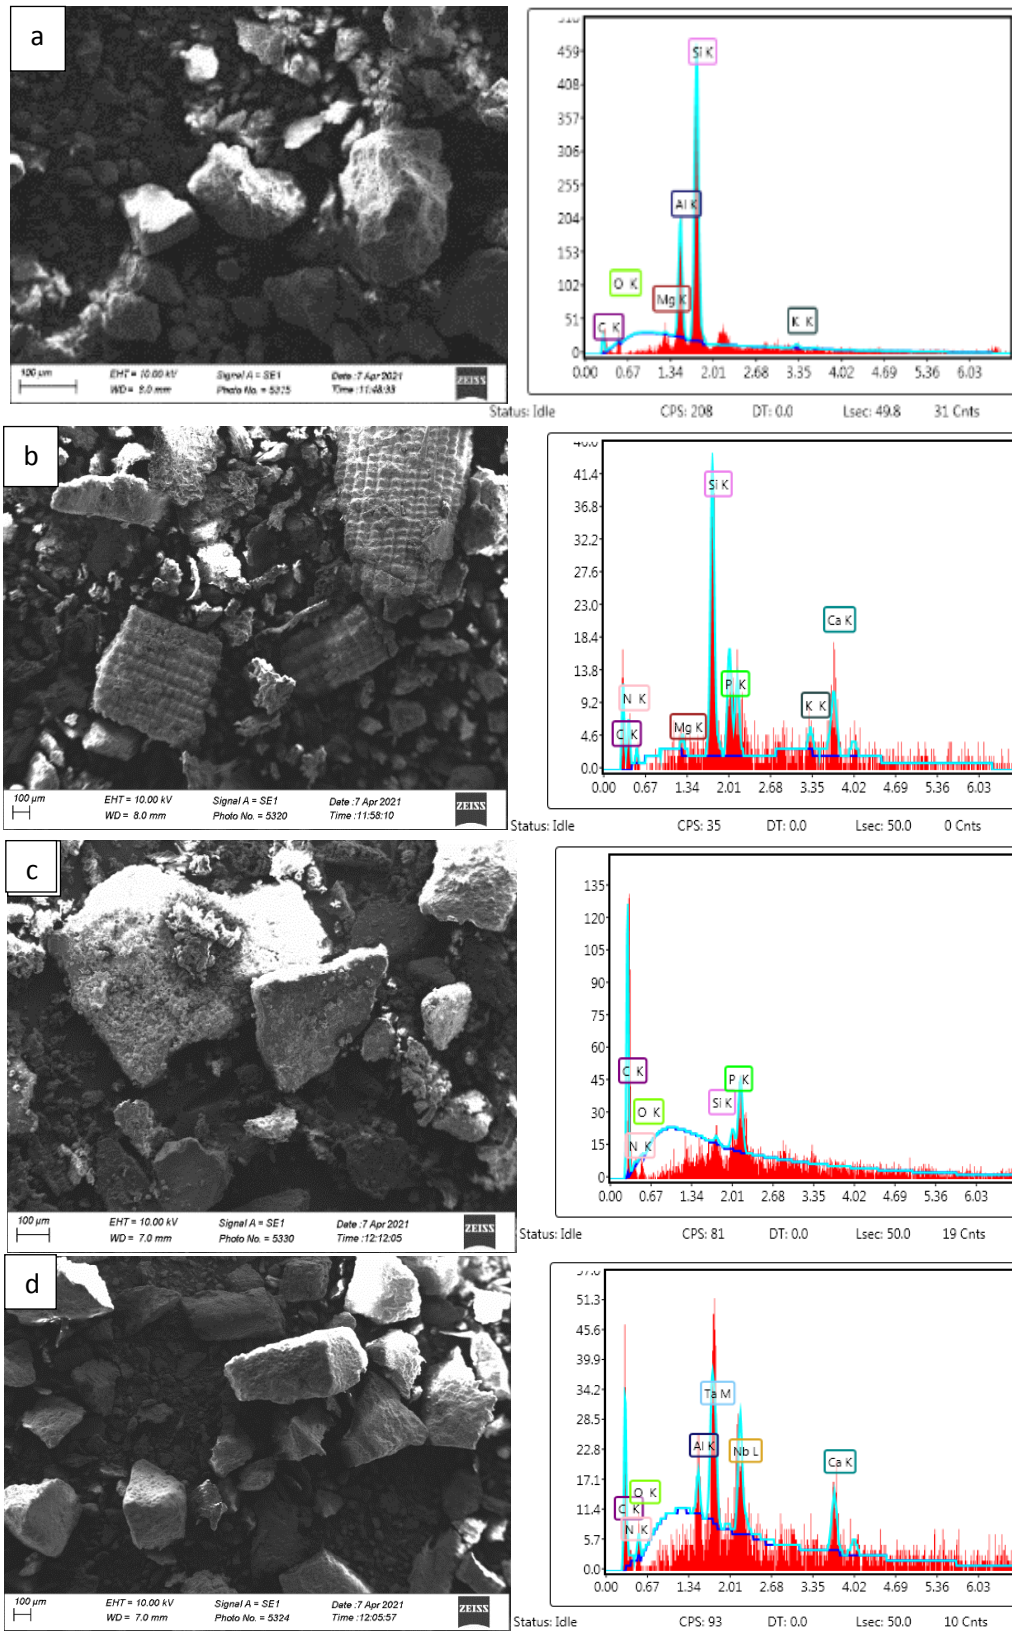 a
100 µm
EHT = 10.00 kV
Signal A = SE1
Date :7 Apr 2021
WD = 9.0 mm
Photo No. = 5315
Time :11:48:33
ZEISS
459
408
357
306
255
204
153
102
51
0
Si K
Al K
O K
Mg K
C K
K K
0.00 0.67 1.34 2.01 2.68 3.35 4.02 4.69 5.36 6.03
Status: Idle CPS: 208 DT: 0.0 Lsec: 49.8 31 Cnts
b
100 µm
EHT = 10.00 kV
Signal A = SE1
Date :7 Apr 2021
WD = 8.0 mm
Photo No. = 5320
Time :11:58:10
ZEISS
46.0
41.4
36.8
32.2
27.6
23.0
18.4
13.8
9.2
4.6
0.0
Si K
Ca K
N K
P K
K K
Mg K
C K
0.00 0.67 1.34 2.01 2.68 3.35 4.02 4.69 5.36 6.03
Status: Idle CPS: 35 DT: 0.0 Lsec: 50.0 0 Cnts
c
100 µm
EHT = 10.00 kV
Signal A = SE1
Date :7 Apr 2021
WD = 7.0 mm
Photo No. = 5330
Time :12:12:05
ZEISS
135
120
105
90
75
60
45
30
15
0
C K
P K
Si K
O K
N K
0.00 0.67 1.34 2.01 2.68 3.35 4.02 4.69 5.36 6.03
Status: Idle CPS: 81 DT: 0.0 Lsec: 50.0 19 Cnts
d
100 µm
EHT = 10.00 kV
Signal A = SE1
Date :7 Apr 2021
WD = 7.0 mm
Photo No. = 5324
Time :12:05:57
ZEISS
57.0
51.3
45.6
39.9
34.2
28.5
22.8
17.1
11.4
5.7
0.0
Ta M
Al K
Nb L
Ca K
O K
C K
N K
0.00 0.67 1.34 2.01 2.68 3.35 4.02 4.69 5.36 6.03
Status: Idle CPS: 93 DT: 0.0 Lsec: 50.0 10 Cnts